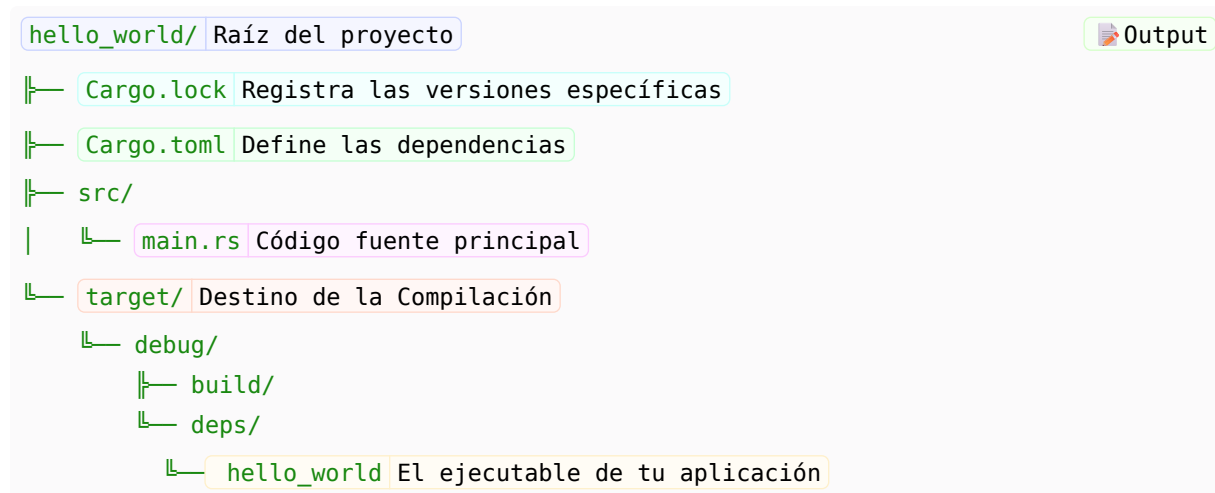 hello_world/ Raíz del proyecto 📝Output
╠── Cargo.lock Registra las versiones específicas
╠── Cargo.toml Define las dependencias
╠── src/
│   ╚── main.rs Código fuente principal
╚── target/ Destino de la Compilación
    ╚── debug/
        ╠── build/
        ╚── deps/
          ╚── hello_world El ejecutable de tu aplicación